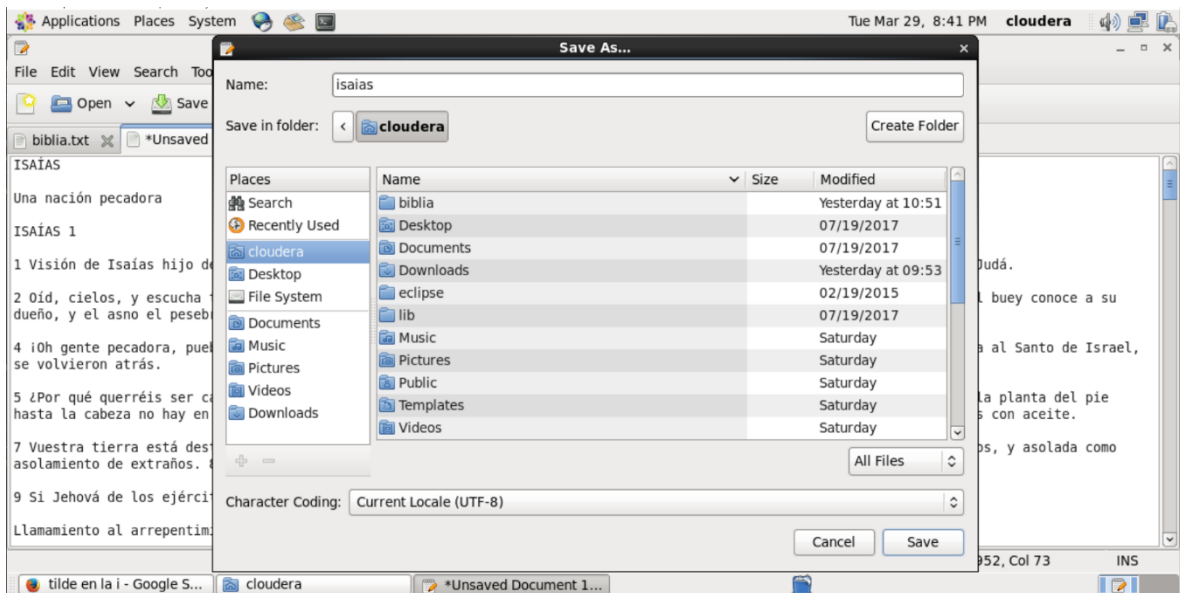 Applications Places System Tue Mar 29, 8:41 PM cloudera
Save As...
File Edit View Search Too
Open Save
biblia.txt *Unsaved
Name: isaias
Save in folder: cloudera Create Folder
Places
Search
Recently Used
cloudera
Desktop
File System
Documents
Music
Pictures
Videos
Downloads
Name Size Modified
biblia Yesterday at 10:51
Desktop 07/19/2017
Documents 07/19/2017
Downloads Yesterday at 09:53
eclipse 02/19/2015
lib 07/19/2017
Music Saturday
Pictures Saturday
Public Saturday
Templates Saturday
Videos Saturday
All Files
Character Coding: Current Locale (UTF-8)
Cancel Save
ISAÍAS
Una nación pecadora
ISAÍAS 1
1 Visión de Isaías hijo de Judá.
2 Oíd, cielos, y escucha l buey conoce a su
dueño, y el asno el peseb
4 ¡Oh gente pecadora, pue a al Santo de Israel,
se volvieron atrás.
5 ¿Por qué querréis ser ca la planta del pie
hasta la cabeza no hay en s con aceite.
7 Vuestra tierra está des os, y asolada como
asolamiento de extraños.
9 Si Jehová de los ejércit
Llamamiento al arrepentim
952, Col 73 INS
tilde en la i - Google S... cloudera *Unsaved Document 1...